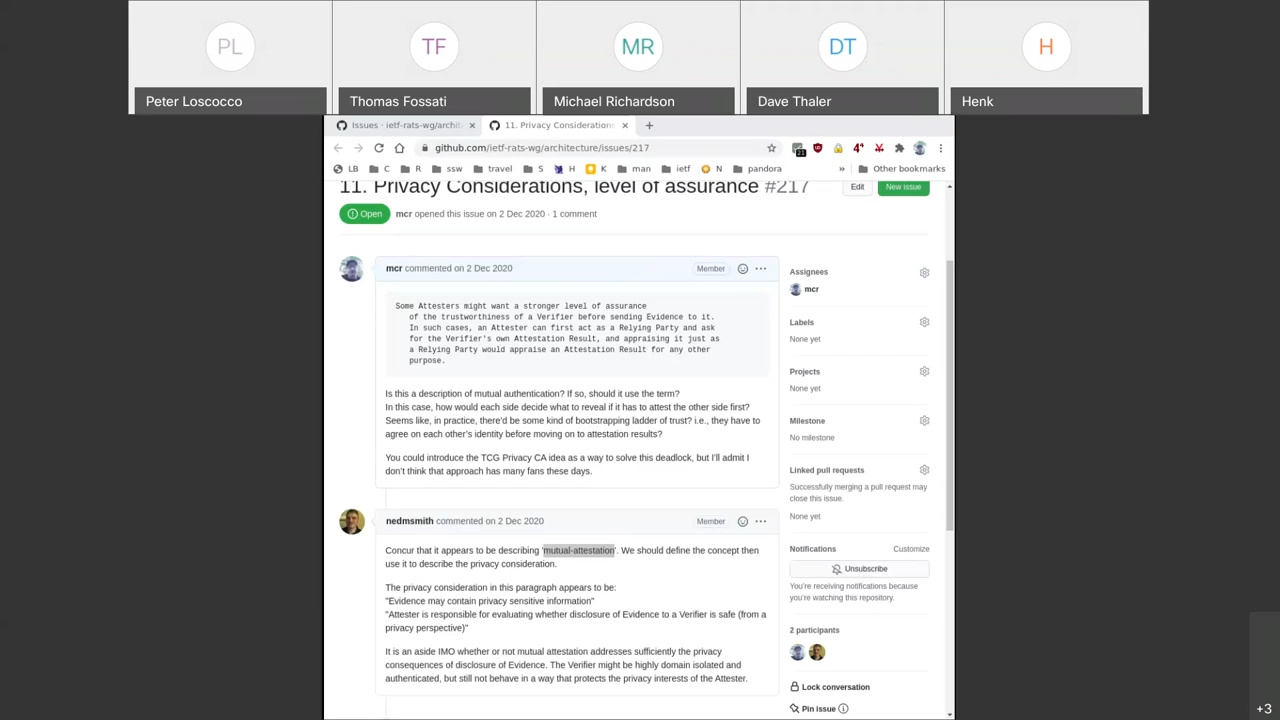 PL
TF
MR
DT
H
Peter Loscocco
Thomas Fossati
Michael Richardson
Dave Thaler
Henk
Issues · ietf-rats-wg/archit
11. Privacy Considerations
github.com/ietf-rats-wg/architecture/issues/217
21
LB
C
R
ssw
travel
S
H
K
man
ietf
N
pandora
»
Other bookmarks
11. Privacy Considerations, level of assurance #217
Edit
New issue
Open
mcr opened this issue on 2 Dec 2020 · 1 comment
mcr commented on 2 Dec 2020
Member
Some Attesters might want a stronger level of assurance
of the trustworthiness of a Verifier before sending Evidence to it.
In such cases, an Attester can first act as a Relying Party and ask
for the Verifier's own Attestation Result, and appraising it just as
a Relying Party would appraise an Attestation Result for any other
purpose.
Is this a description of mutual authentication? If so, should it use the term?
In this case, how would each side decide what to reveal if it has to attest the other side first?
Seems like, in practice, there'd be some kind of bootstrapping ladder of trust? i.e., they have to
agree on each other's identity before moving on to attestation results?
You could introduce the TCG Privacy CA idea as a way to solve this deadlock, but I'll admit I
don't think that approach has many fans these days.
nedmsmith commented on 2 Dec 2020
Member
Concur that it appears to be describing 'mutual-attestation'. We should define the concept then
use it to describe the privacy consideration.
The privacy consideration in this paragraph appears to be:
"Evidence may contain privacy sensitive information"
"Attester is responsible for evaluating whether disclosure of Evidence to a Verifier is safe (from a
privacy perspective)"
It is an aside IMO whether or not mutual attestation addresses sufficiently the privacy
consequences of disclosure of Evidence. The Verifier might be highly domain isolated and
authenticated, but still not behave in a way that protects the privacy interests of the Attester.
Assignees
mcr
Labels
None yet
Projects
None yet
Milestone
No milestone
Linked pull requests
Successfully merging a pull request may
close this issue.
None yet
Notifications
Customize
Unsubscribe
You're receiving notifications because
you're watching this repository.
2 participants
Lock conversation
Pin issue
+3